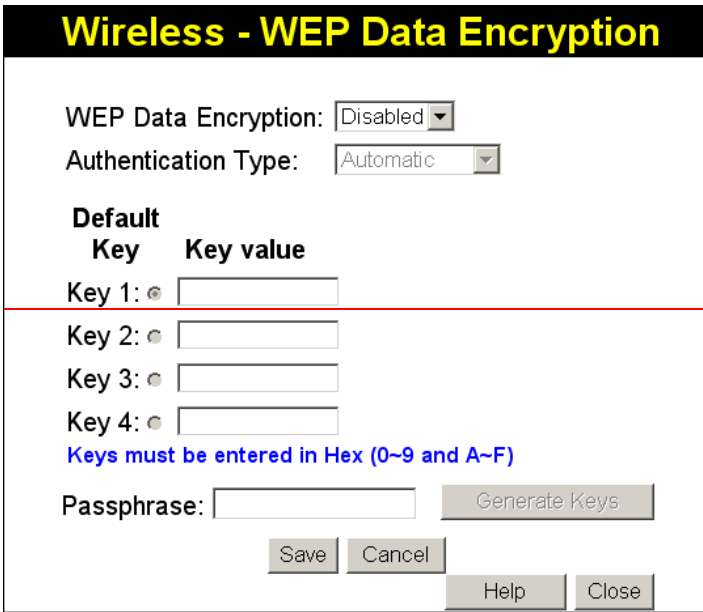 Wireless - WEP Data Encryption
WEP Data Encryption: Disabled
Authentication Type: Automatic
Default
Key Key value
Key 1:
Key 2:
Key 3:
Key 4:
Keys must be entered in Hex (0~9 and A~F)
Passphrase: Generate Keys
Save Cancel
Help Close